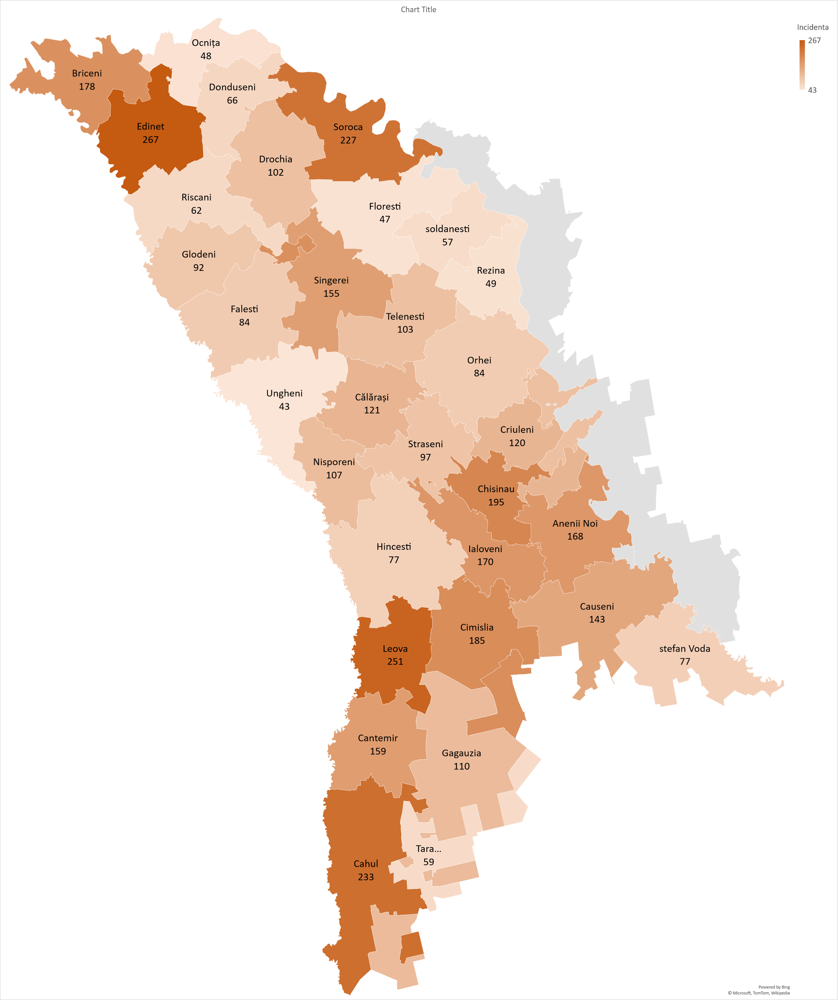 Chart Title
Incidenta
267
43
Ocnița
48
Briceni
178
Donduseni
66
Edinet
267
Soroca
227
Drochia
102
Riscani
62
Floresti
47
soldanesti
57
Glodeni
92
Rezina
49
Singerei
155
Falesti
84
Telenesti
103
Orhei
84
Ungheni
43
Călărași
121
Criuleni
120
Straseni
97
Nisporeni
107
Chisinau
195
Anenii Noi
168
Hincesti
77
Ialoveni
170
Causeni
143
Cimislia
185
Leova
251
stefan Voda
77
Cantemir
159
Gagauzia
110
Tara...
59
Cahul
233
Powered by Bing
© Microsoft, TomTom, Wikipedia